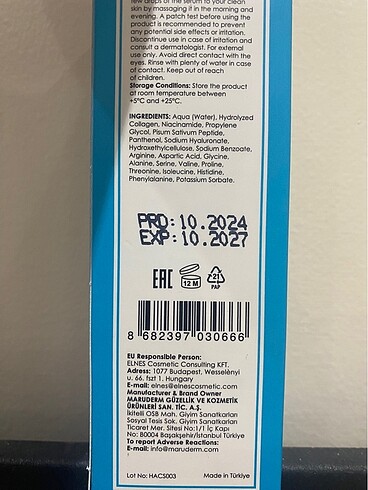 few drops of the serum to your clean
skin by massaging it in the morning and
evening. A patch test before using the
product is recommended to prevent
any potential side effects or irritation.
Discontinue use in case of irritation and
consult a dermatologist. For external
use only. Avoid direct contact with the
eyes. Rinse with plenty of water in case
of contact. Keep out of reach
of children.
Storage Conditions: Store the product
at room temperature between
+5°C and +25°C.
INGREDIENTS: Aqua (Water), Hydrolyzed
Collagen, Niacinamide, Propylene
Glycol, Pisum Sativum Peptide,
Panthenol, Sodium Hyaluronate,
Hydroxethylcellulose, Sodium Benzoate,
Arginine, Aspartic Acid, Glycine,
Alanine, Serine, Valine, Proline,
Threonine, Isoleucine, Histidine,
Phenylalanine, Potassium Sorbate.
PRD:10.2024
EXP:10.2027
EAC 12 M 21
PAP
8 682397 030666
EU Responsible Person:
ELNES Cosmetic Consulting KFT.
Adress: 1077 Budapest, Wesselényi
u. 66. fszt 1. Hungary
E-mail: elnes@elnescosmetic.com
Manufacturer & Brand Owner
MARUDERM GÜZELLİK VE KOZMETİK
ÜRÜNLERİ SAN. TİC. A.Ş.
İkitelli OSB Mah. Giyim Sanatkarları
Sosyal Tesis Sok. Giyim Sanatkarları
Ticaret Mer. Sitesi No:1/1 İç Kapı
No: B0004 Başakşehir/İstanbul Türkiye
To report Adverse Reactions:
E-mail: info@maruderm.com
Lot No: HACS003 Made in Türkiye